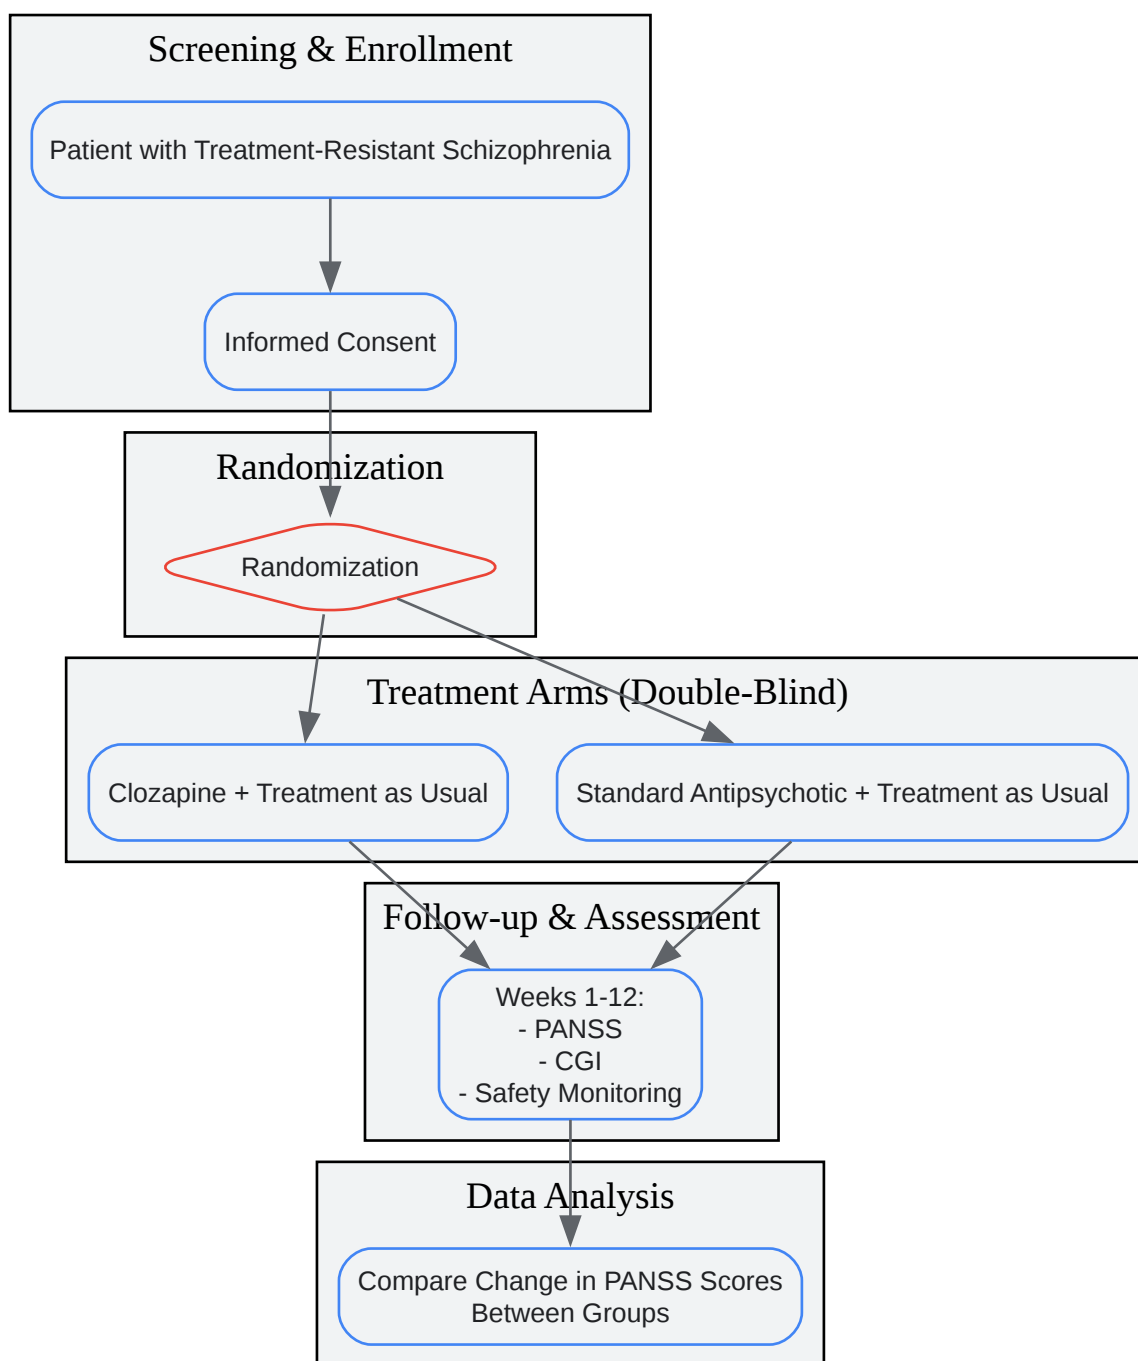 Screening & Enrollment
Patient with Treatment-Resistant Schizophrenia
Informed Consent
Randomization
Randomization
Treatment Arms (Double-Blind)
Clozapine + Treatment as Usual
Standard Antipsychotic + Treatment as Usual
Follow-up & Assessment
Weeks 1-12:
- PANSS
- CGI
- Safety Monitoring
Data Analysis
Compare Change in PANSS Scores
Between Groups